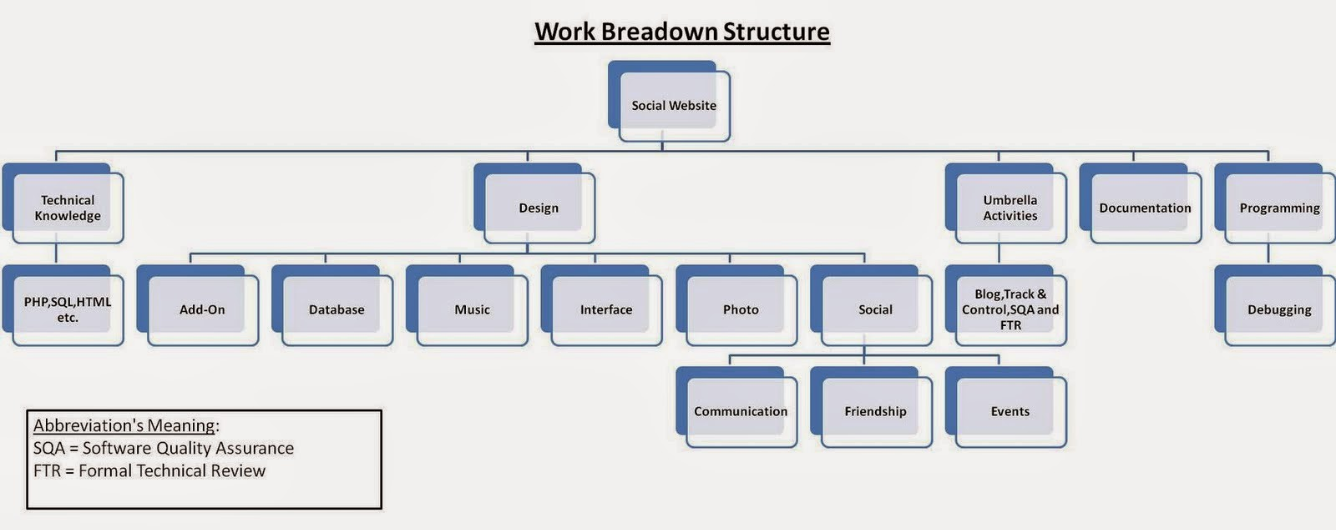 Work Breadown Structure
Social Website
Technical
Knowledge
Design
Umbrella
Activities
Documentation
Programming
PHP,SQL,HTML
etc.
Add-On
Database
Music
Interface
Photo
Social
Blog,Track &
Control,SQA and
FTR
Debugging
Communication
Friendship
Events
Abbreviation's Meaning:
SQA = Software Quality Assurance
FTR = Formal Technical Review